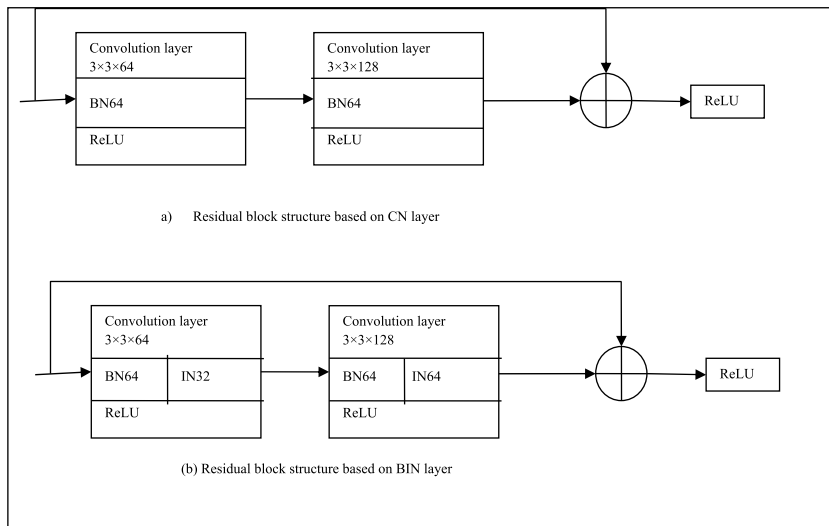 Convolution layer
3×3×64
BN64
ReLU
Convolution layer
3×3×128
BN64
ReLU
ReLU
a) Residual block structure based on CN layer
Convolution layer
3×3×64
BN64 IN32
ReLU
Convolution layer
3×3×128
BN64 IN64
ReLU
ReLU
(b) Residual block structure based on BIN layer